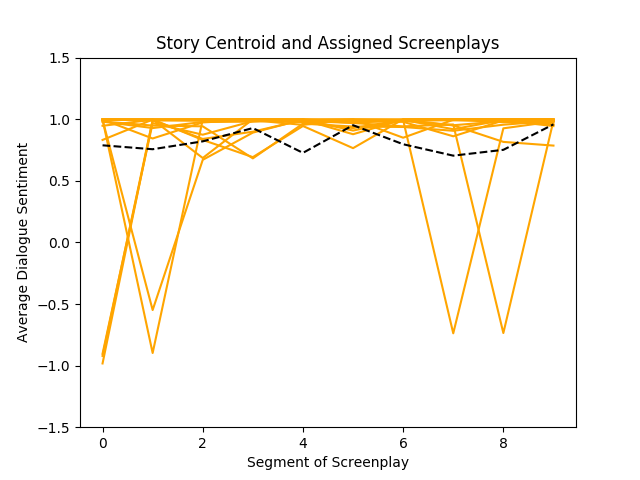 Story Centroid and Assigned Screenplays
1.5
1.0
0.5
0.0
−0.5
−1.0
−1.5
Average Dialogue Sentiment
0 2 4 6 8
Segment of Screenplay